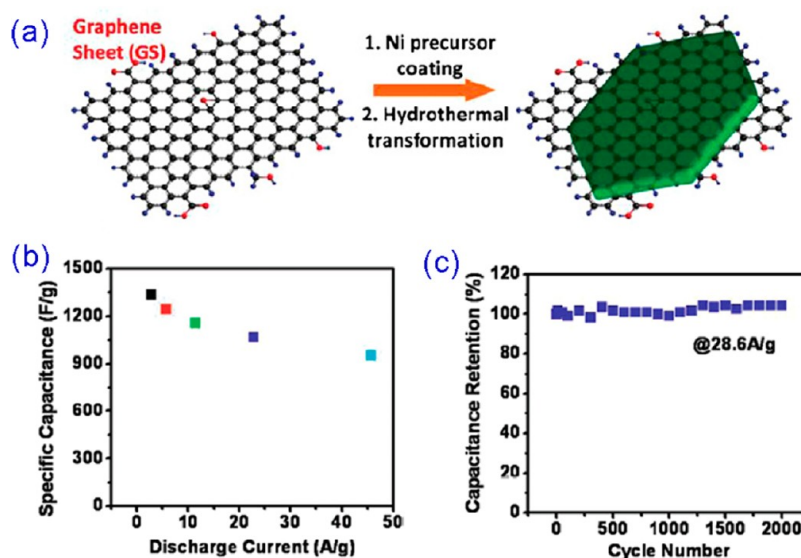 (a)
Graphene
Sheet (GS)
1. Ni precursor
coating
2. Hydrothermal
transformation
(b)
Specific Capacitance (F/g)
1500
1200
900
600
300
0
0 10 20 30 40 50
Discharge Current (A/g)
(c)
Capacitance Retention (%)
120
100
80
60
40
20
0
@28.6A/g
0 500 1000 1500 2000
Cycle Number